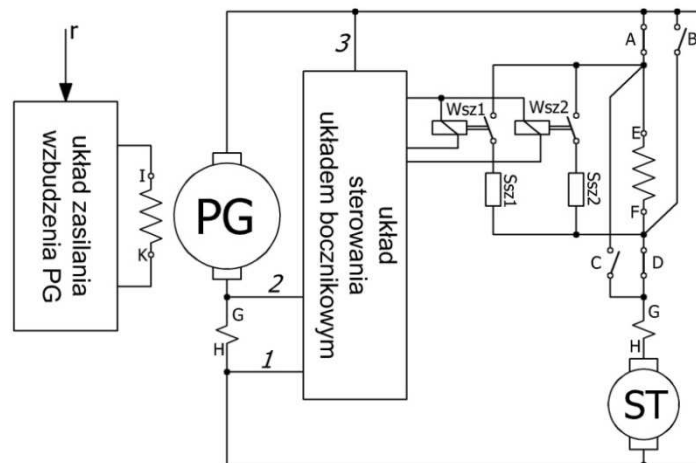 r
układ zasilania
wzbudzenia PG
I
K
PG
G
H
3
2
1
układ
sterowania
układem bocznikowym
Wsz1
Wsz2
Ssz1
Ssz2
A
B
E
F
C
D
G
H
ST